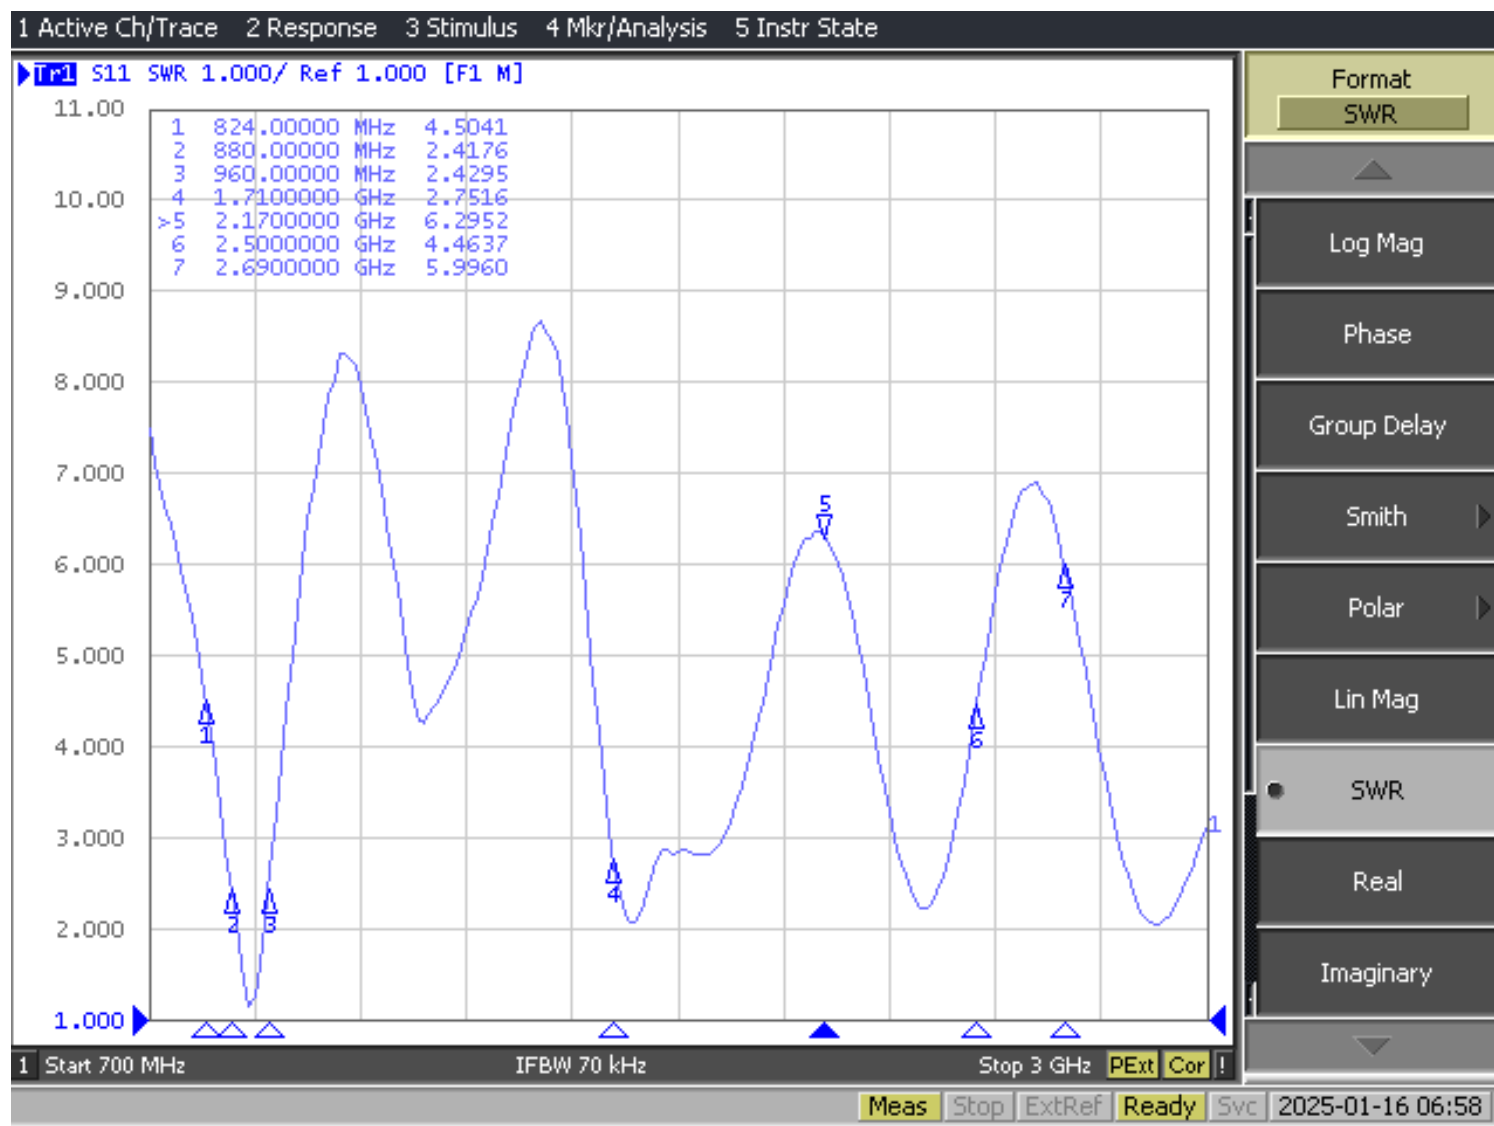 1 Active Ch/Trace 2 Response 3 Stimulus 4 Mkr/Analysis 5 Instr State
Tr1 S11 SWR 1.000/ Ref 1.000 [F1 M]
11.00
10.00
9.000
8.000
7.000
6.000
5.000
4.000
3.000
2.000
1.000
1 824.00000 MHz 4.5041
2 880.00000 MHz 2.4176
3 960.00000 MHz 2.4295
4 1.7100000 GHz 2.7516
>5 2.1700000 GHz 6.2952
6 2.5000000 GHz 4.4637
7 2.6900000 GHz 5.9960
1
2
3
4
5
6
7
1
1 Start 700 MHz IFBW 70 kHz Stop 3 GHz PExt Cor !
Format
SWR
Log Mag
Phase
Group Delay
Smith
Polar
Lin Mag
SWR
Real
Imaginary
Meas Stop ExtRef Ready Svc 2025-01-16 06:58